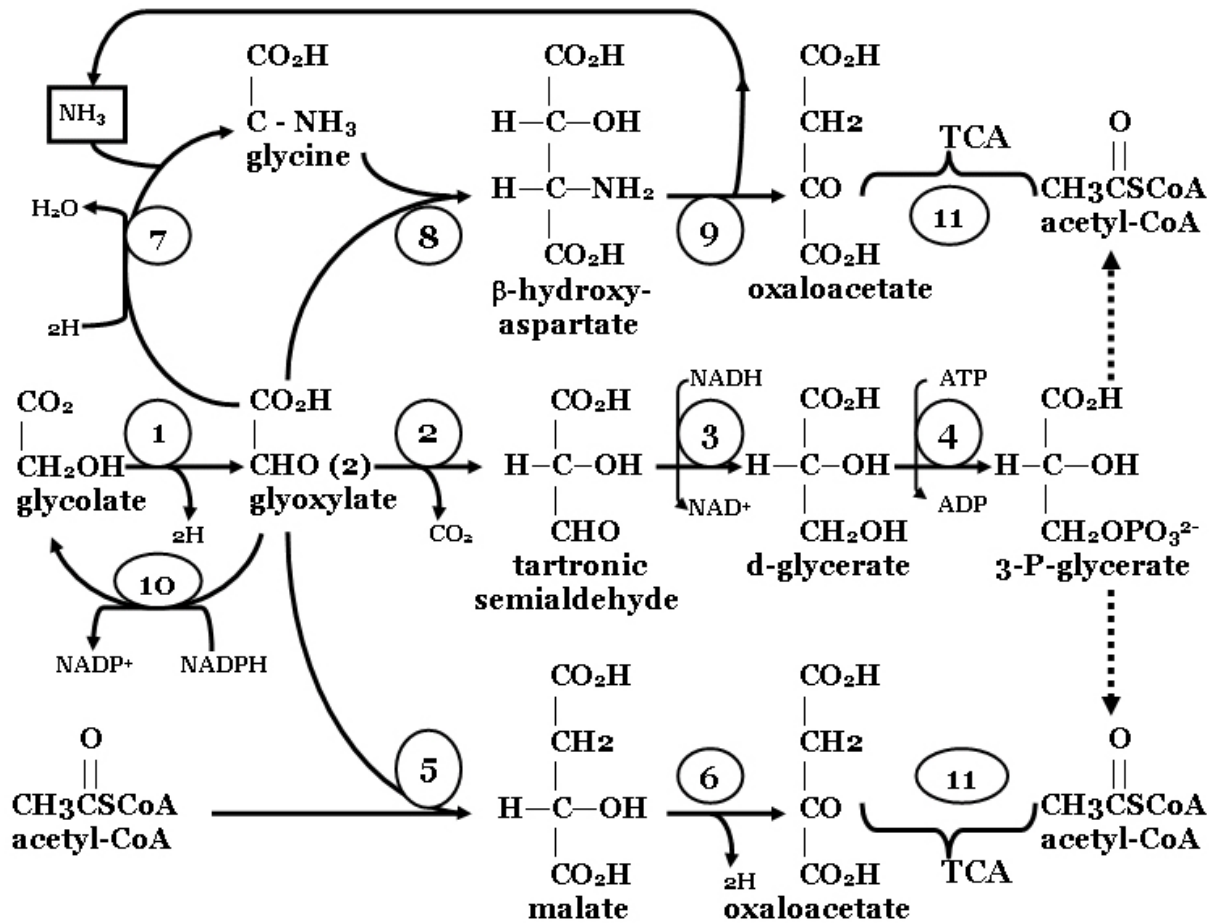 CO₂H
C - NH₃
glycine
NH₃
H₂O
2H
7
CO₂H
H—C—OH
H—C—NH₂
CO₂H
β-hydroxy-
aspartate
8
9
CO₂H
CH2
CO
CO₂H
oxaloacetate
TCA
11
O
CH3CSCoA
acetyl-CoA
CO₂
CH₂OH
glycolate
1
2H
CO₂H
CHO (2)
glyoxylate
2
CO₂
CO₂H
H—C—OH
CHO
tartronic
semialdehyde
NADH
3
NAD+
CO₂H
H—C—OH
CH₂OH
d-glycerate
ATP
4
ADP
CO₂H
H—C—OH
CH₂OPO₃²⁻
3-P-glycerate
10
NADP+
NADPH
O
CH3CSCoA
acetyl-CoA
5
CO₂H
CH2
H—C—OH
CO₂H
malate
6
2H
CO₂H
CH2
CO
CO₂H
oxaloacetate
11
TCA
O
CH3CSCoA
acetyl-CoA